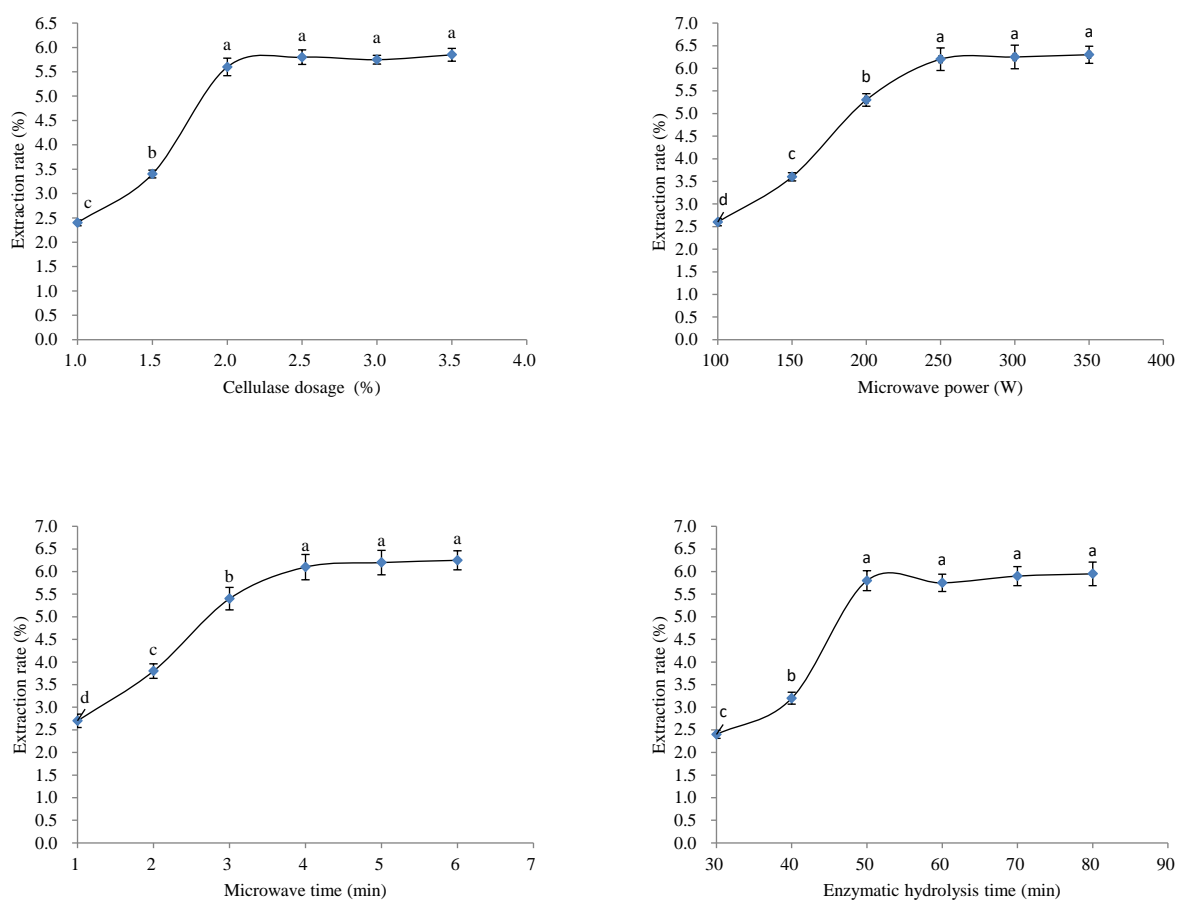 6.5
6.0
5.5
5.0
4.5
4.0
3.5
3.0
2.5
2.0
1.5
1.0
0.5
0.0
Extraction rate (%)
c
b
a
a
a
a
1.0 1.5 2.0 2.5 3.0 3.5 4.0
Cellulase dosage (%)
7.0
6.5
6.0
5.5
5.0
4.5
4.0
3.5
3.0
2.5
2.0
1.5
1.0
0.5
0.0
Extraction rate (%)
d
c
b
a
a
a
100 150 200 250 300 350 400
Microwave power (W)
7.0
6.5
6.0
5.5
5.0
4.5
4.0
3.5
3.0
2.5
2.0
1.5
1.0
0.5
0.0
Extraction rate (%)
d
c
b
a
a
a
1 2 3 4 5 6 7
Microwave time (min)
7.0
6.5
6.0
5.5
5.0
4.5
4.0
3.5
3.0
2.5
2.0
1.5
1.0
0.5
0.0
Extraction rate (%)
c
b
a
a
a
a
30 40 50 60 70 80 90
Enzymatic hydrolysis time (min)